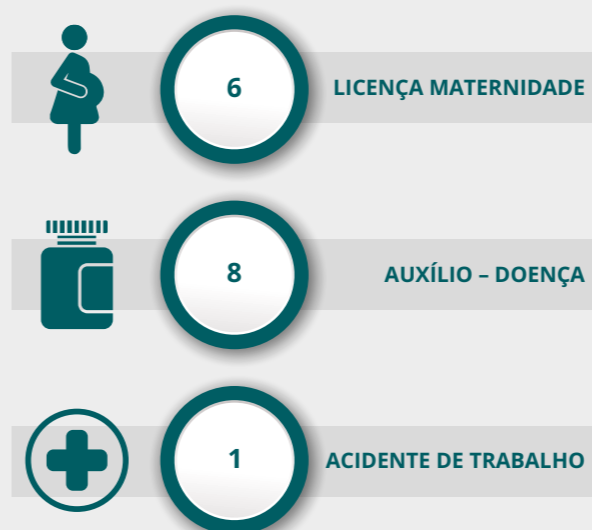 6
LICENÇA MATERNIDADE
8
AUXÍLIO – DOENÇA
1
ACIDENTE DE TRABALHO